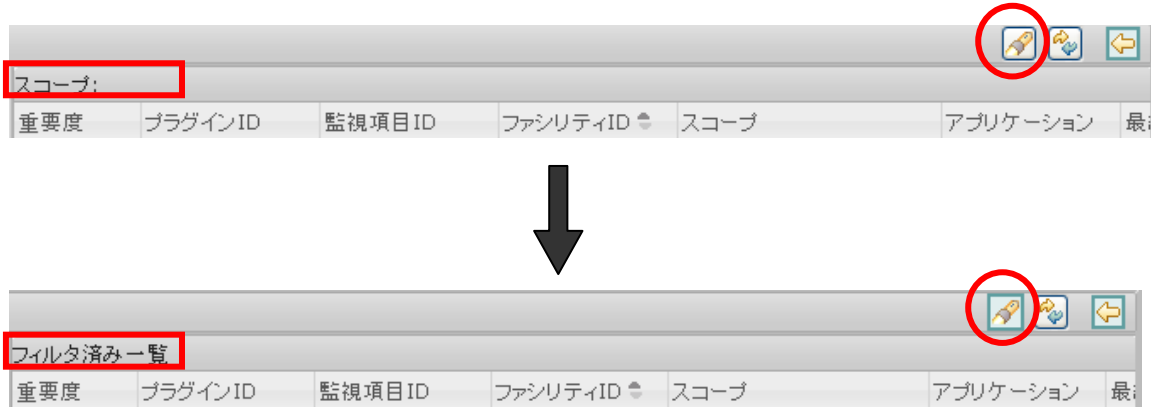 スコープ:
重要度 プラグインID 監視項目ID ファシリティID スコープ アプリケーション 最
フィルタ済み一覧
重要度 プラグインID 監視項目ID ファシリティID スコープ アプリケーション 最